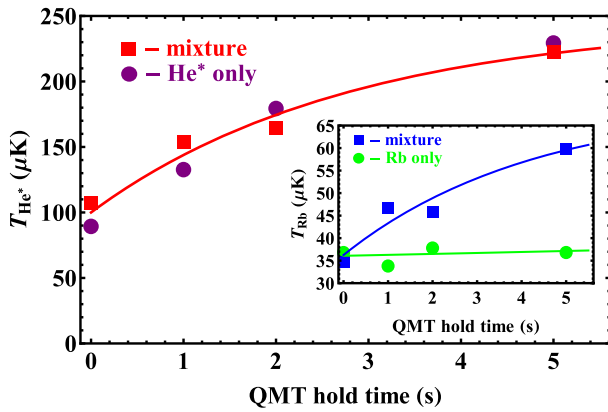 250
200
150
100
50
0
T_He* (μK)
– mixture
– He* only
65
60
55
50
45
40
35
30
T_Rb (μK)
– mixture
– Rb only
0 1 2 3 4 5
QMT hold time (s)
0 1 2 3 4 5
QMT hold time (s)